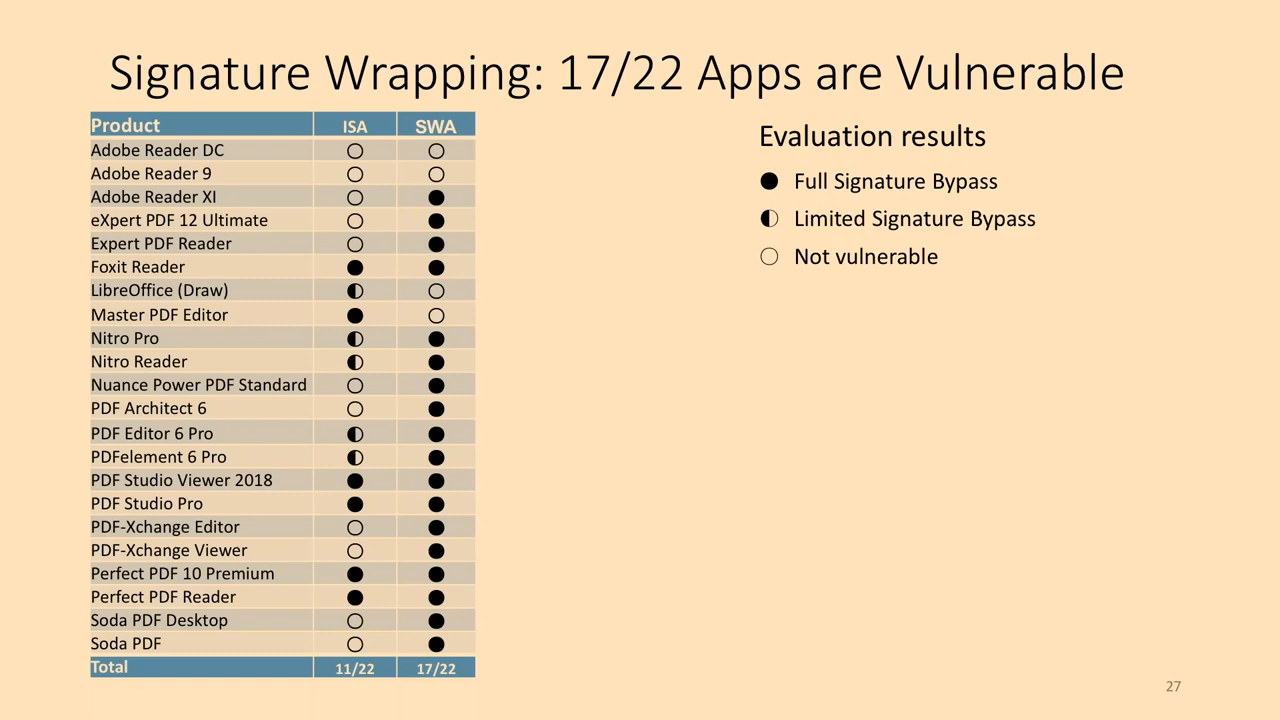 Signature Wrapping: 17/22 Apps are Vulnerable
Product ISA SWA
Adobe Reader DC ○ ○
Adobe Reader 9 ○ ○
Adobe Reader XI ○ ●
eXpert PDF 12 Ultimate ○ ●
Expert PDF Reader ○ ●
Foxit Reader ● ●
LibreOffice (Draw) ◐ ○
Master PDF Editor ● ○
Nitro Pro ◐ ●
Nitro Reader ◐ ●
Nuance Power PDF Standard ○ ●
PDF Architect 6 ○ ●
PDF Editor 6 Pro ◐ ●
PDFelement 6 Pro ◐ ●
PDF Studio Viewer 2018 ● ●
PDF Studio Pro ● ●
PDF-Xchange Editor ○ ●
PDF-Xchange Viewer ○ ●
Perfect PDF 10 Premium ● ●
Perfect PDF Reader ● ●
Soda PDF Desktop ○ ●
Soda PDF ○ ●
Total 11/22 17/22
Evaluation results
● Full Signature Bypass
◐ Limited Signature Bypass
○ Not vulnerable
27